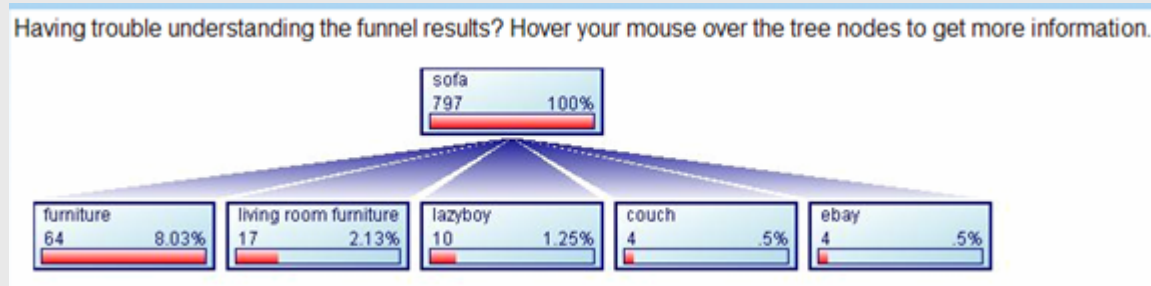 Having trouble understanding the funnel results? Hover your mouse over the tree nodes to get more information.
sofa
797 100%
furniture
64 8.03%
living room furniture
17 2.13%
lazyboy
10 1.25%
couch
4 .5%
ebay
4 .5%